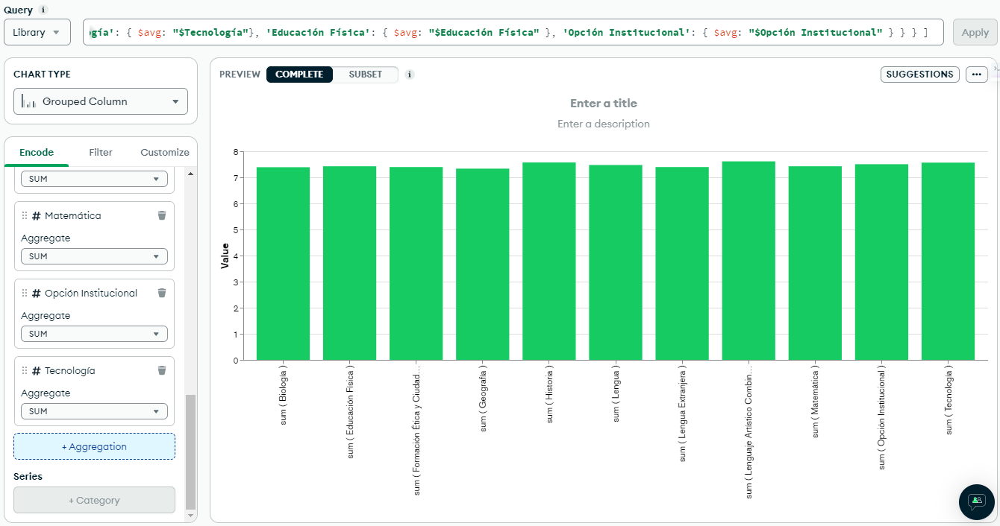 Query i
Library
gía': { $avg: "$Tecnología"}, 'Educación Física': { $avg: "$Educación Física" }, 'Opción Institucional': { $avg: "$Opción Institucional" } } } ]
Apply
CHART TYPE
Grouped Column
Encode Filter Customize
SUM
# Matemática
Aggregate
SUM
# Opción Institucional
Aggregate
SUM
# Tecnología
Aggregate
SUM
+ Aggregation
Series
+ Category
PREVIEW COMPLETE SUBSET i
SUGGESTIONS
Enter a title
Enter a description
Value
8
7
6
5
4
3
2
1
0
sum ( Biología )
sum ( Educación Física )
sum ( Formación Ética y Ciudad...
sum ( Geografía )
sum ( Historia )
sum ( Lengua )
sum ( Lengua Extranjera )
sum ( Lenguaje Artístico Combin...
sum ( Matemática )
sum ( Opción Institucional )
sum ( Tecnología )